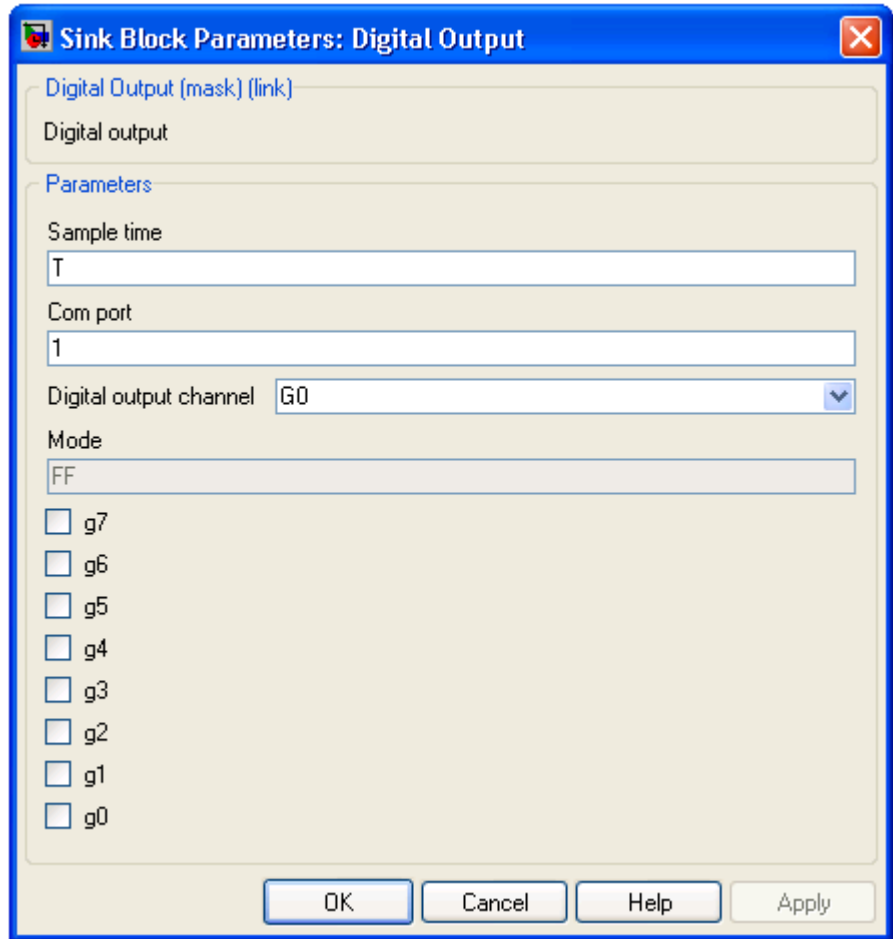 Sink Block Parameters: Digital Output
Digital Output (mask) (link)
Digital output
Parameters
Sample time
T
Com port
1
Digital output channel G0
Mode
FF
g7
g6
g5
g4
g3
g2
g1
g0
OK Cancel Help Apply